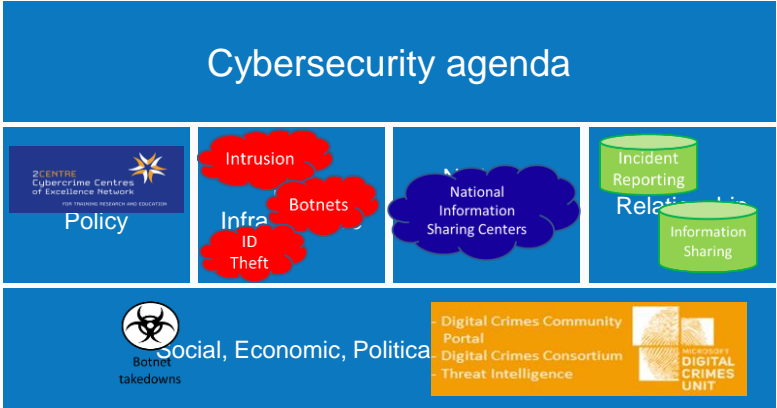 Cybersecurity agenda
2CENTRE
Cybercrime Centres
of Excellence Network
FOR TRAINING RESEARCH AND EDUCATION
Policy
Intrusion
Botnets
ID
Theft
National
Information
Sharing Centers
Incident
Reporting
Information
Sharing
Botnet
takedowns
Social, Economic,
- Digital Crimes Community
Portal
- Digital Crimes Consortium
- Threat Intelligence
MICROSOFT
DIGITAL
CRIMES
UNIT